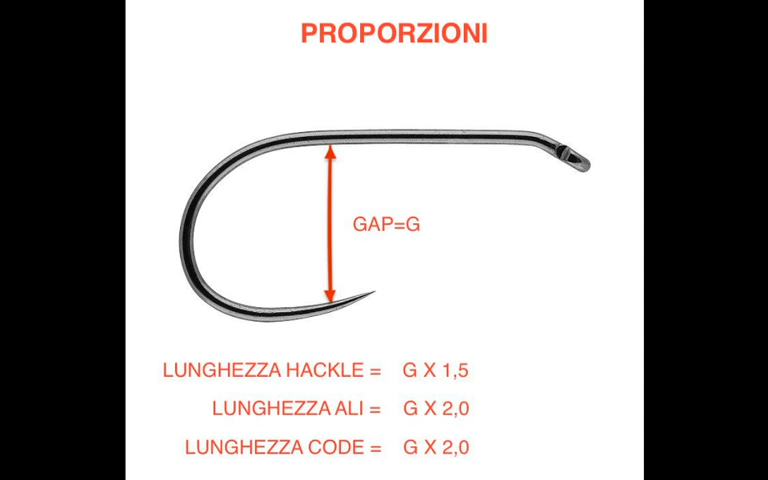 PROPORZIONI
GAP=G
LUNGHEZZA HACKLE = G X 1,5
LUNGHEZZA ALI = G X 2,0
LUNGHEZZA CODE = G X 2,0